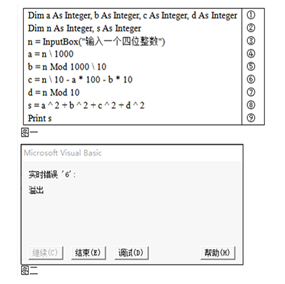 Dim a As Integer, b As Integer, c As Integer, d As Integer ①
Dim n As Integer, s As Integer ②
n = InputBox("输入一个四位整数") ③
a = n \ 1000 ④
b = n Mod 1000 \ 10 ⑤
c = n \ 10 - a * 100 - b * 10 ⑥
d = n Mod 10 ⑦
s = a ^ 2 + b ^ 2 + c ^ 2 + d ^ 2 ⑧
Print s ⑨
图一
Microsoft Visual Basic
实时错误 '6':
溢出
继续(C) 结束(E) 调试(D) 帮助(H)
图二